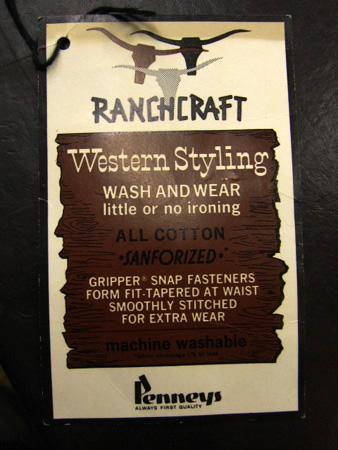 RANCHCRAFT
Western Styling
WASH AND WEAR
little or no ironing
ALL COTTON
•SANFORIZED•*
GRIPPER® SNAP FASTENERS
FORM FIT-TAPERED AT WAIST
SMOOTHLY STITCHED
FOR EXTRA WEAR
machine washable
Penneys
ALWAYS FIRST QUALITY